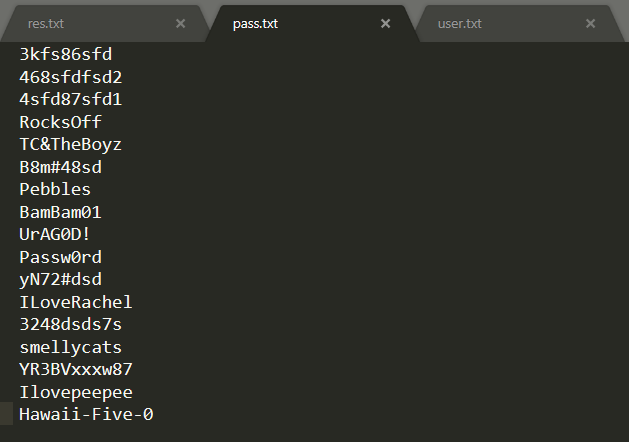 res.txt × pass.txt × user.txt ×
3kfs86sfd
468sfdfsd2
4sfd87sfd1
RocksOff
TC&TheBoyz
B8m#48sd
Pebbles
BamBam01
UrAG0D!
Passw0rd
yN72#dsd
ILoveRachel
3248dsds7s
smellycats
YR3BVxxxw87
Ilovepeepee
Hawaii-Five-0